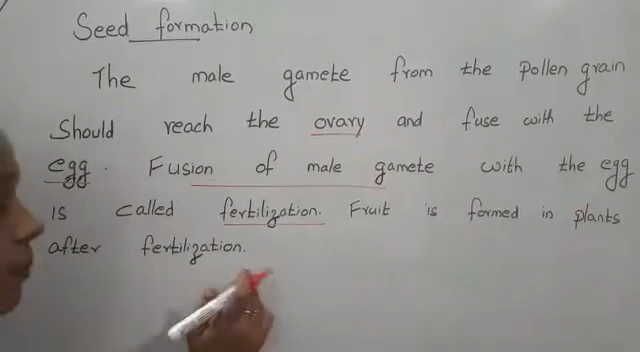 Seed formation
The male gamete from the pollen grain
Should reach the ovary and fuse with the
egg. Fusion of male gamete with the egg
is called fertilization. Fruit is formed in plants
after fertilization.